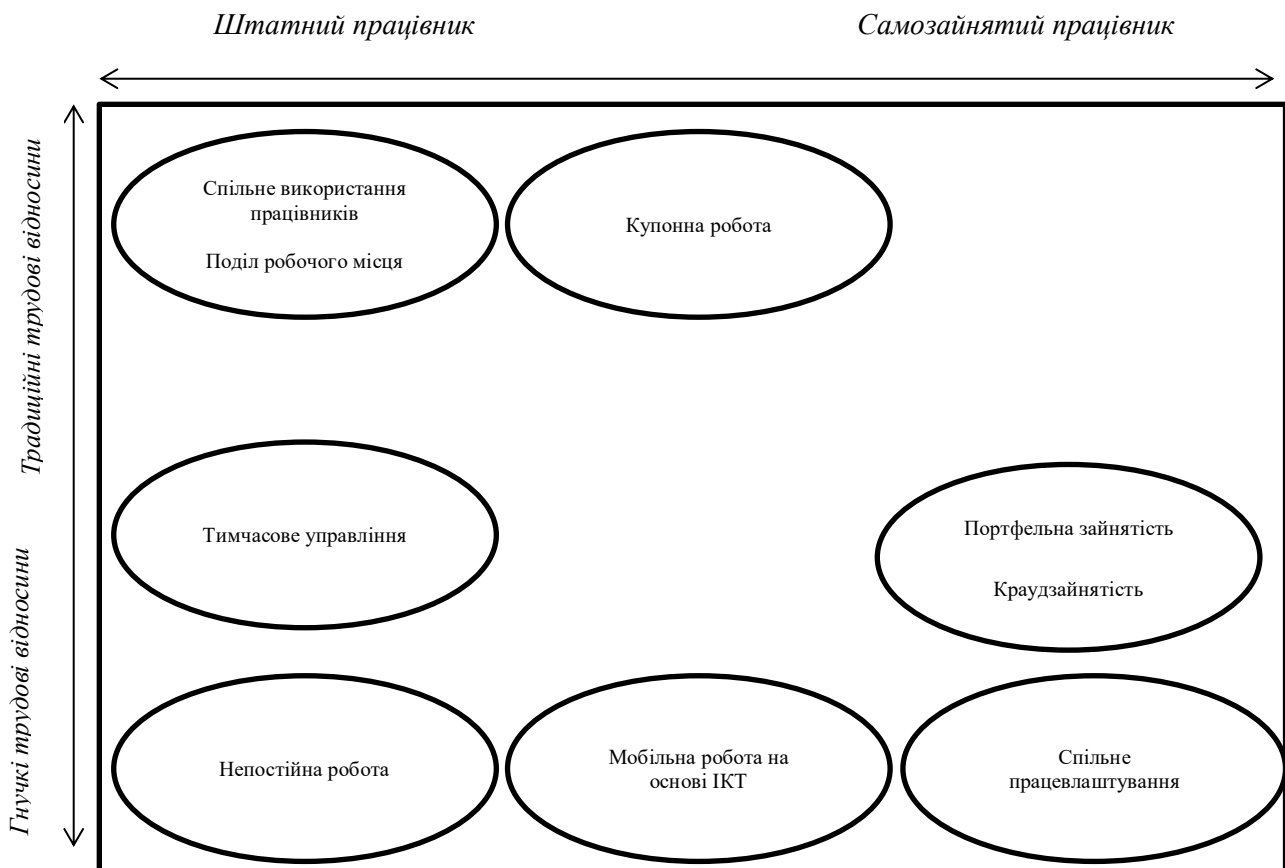 Штатний працівник
Самозайнятий працівник
Традиційні трудові відносини
Гнучкі трудові відносини
Спільне використання
працівників
Поділ робочого місця
Купонна робота
Тимчасове управління
Портфельна зайнятість
Краудзайнятість
Непостійна робота
Мобільна робота на
основі ІКТ
Спільне
працевлаштування